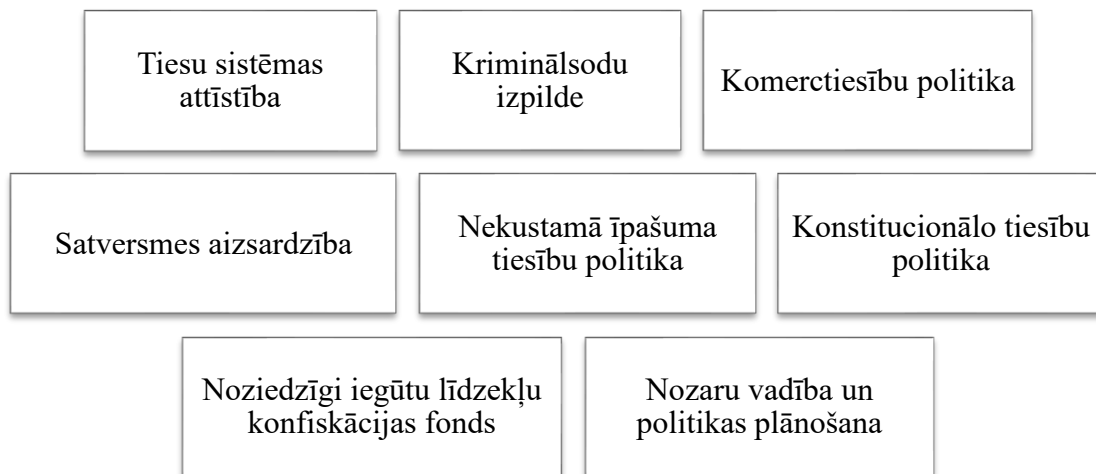 Tiesu sistēmas
attīstība
Kriminālsodu
izpilde
Komerctiesību politika
Satversmes aizsardzība
Nekustamā īpašuma
tiesību politika
Konstitucionālo tiesību
politika
Noziedzīgi iegūtu līdzekļu
konfiskācijas fonds
Nozaru vadība un
politikas plānošana